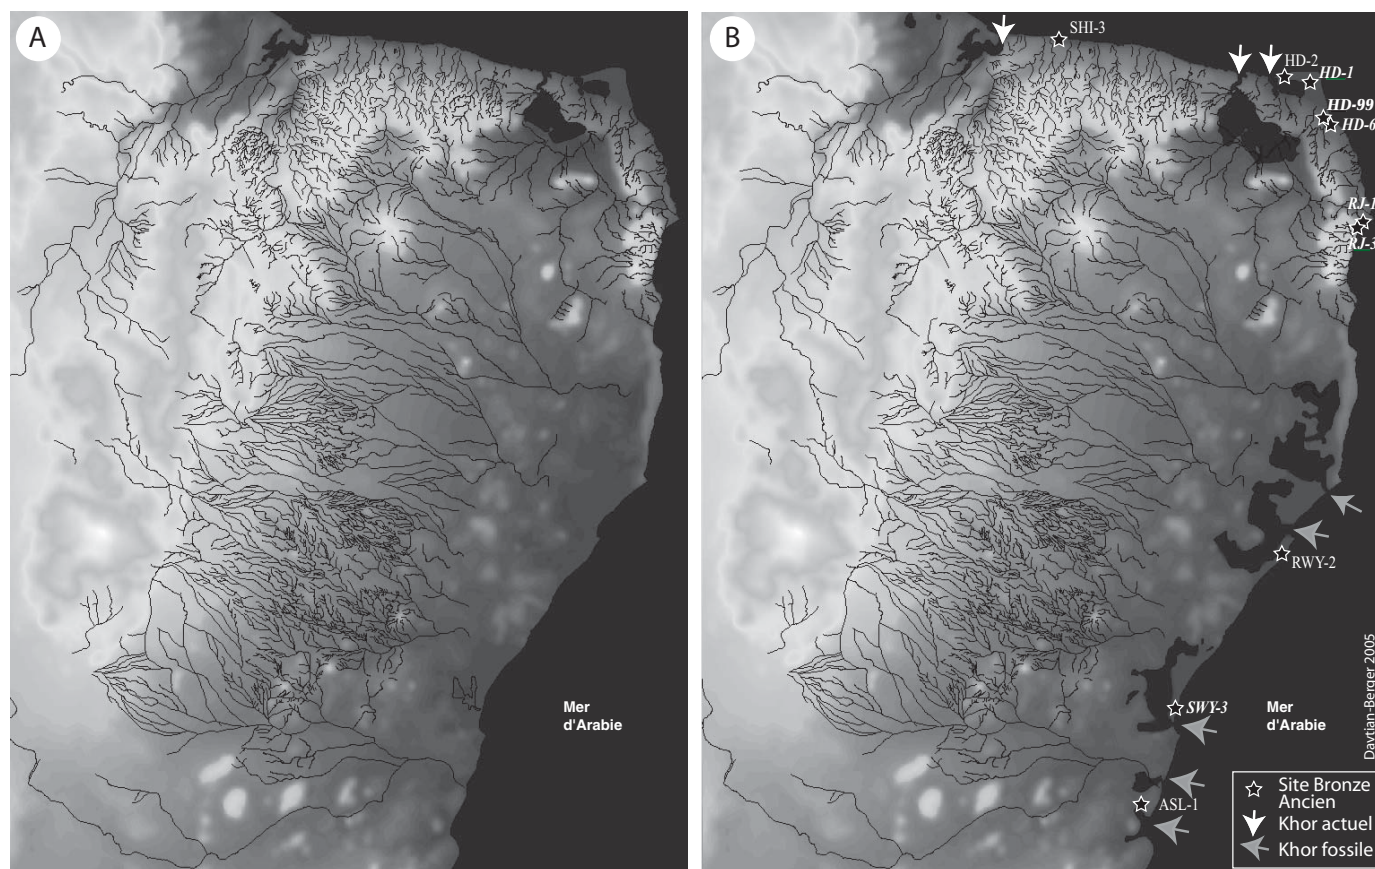 A
Mer
d'Arabie
B
SHI-3
HD-2
HD-1
HD-99
HD-6
RJ-1
RJ-3
RWY-2
SWY-3
Mer
d'Arabie
ASL-1
Davtian-Berger 2005
Site Bronze
Ancien
Khor actuel
Khor fossile